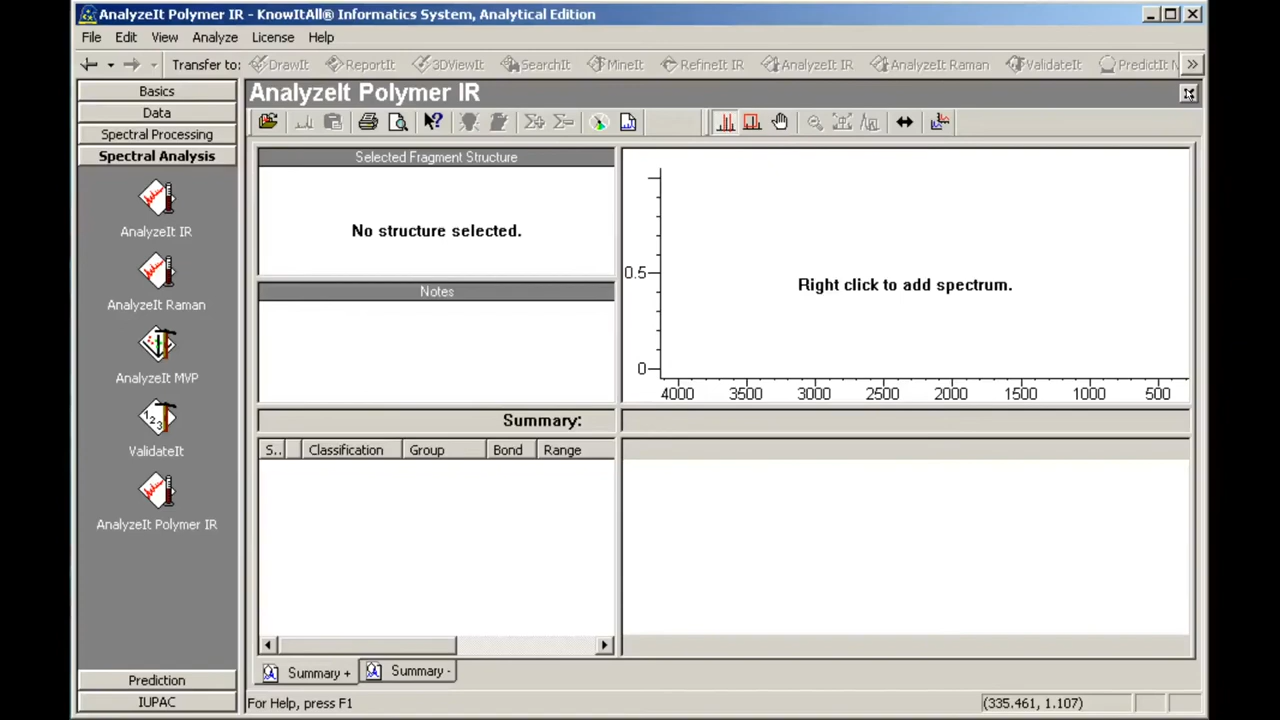 AnalyzeIt Polymer IR - KnowItAll® Informatics System, Analytical Edition
File Edit View Analyze License Help
Transfer to: DrawIt ReportIt 3DViewIt SearchIt MineIt RefineIt IR AnalyzeIt IR AnalyzeIt Raman ValidateIt PredictIt N
Basics
Data
Spectral Processing
Spectral Analysis
AnalyzeIt IR
AnalyzeIt Raman
AnalyzeIt MVP
ValidateIt
AnalyzeIt Polymer IR
Prediction
IUPAC
AnalyzeIt Polymer IR
Selected Fragment Structure
No structure selected.
Notes
0.5
0
Right click to add spectrum.
4000 3500 3000 2500 2000 1500 1000 500
Summary:
S.. Classification Group Bond Range
Summary + Summary -
For Help, press F1 (335.461, 1.107)